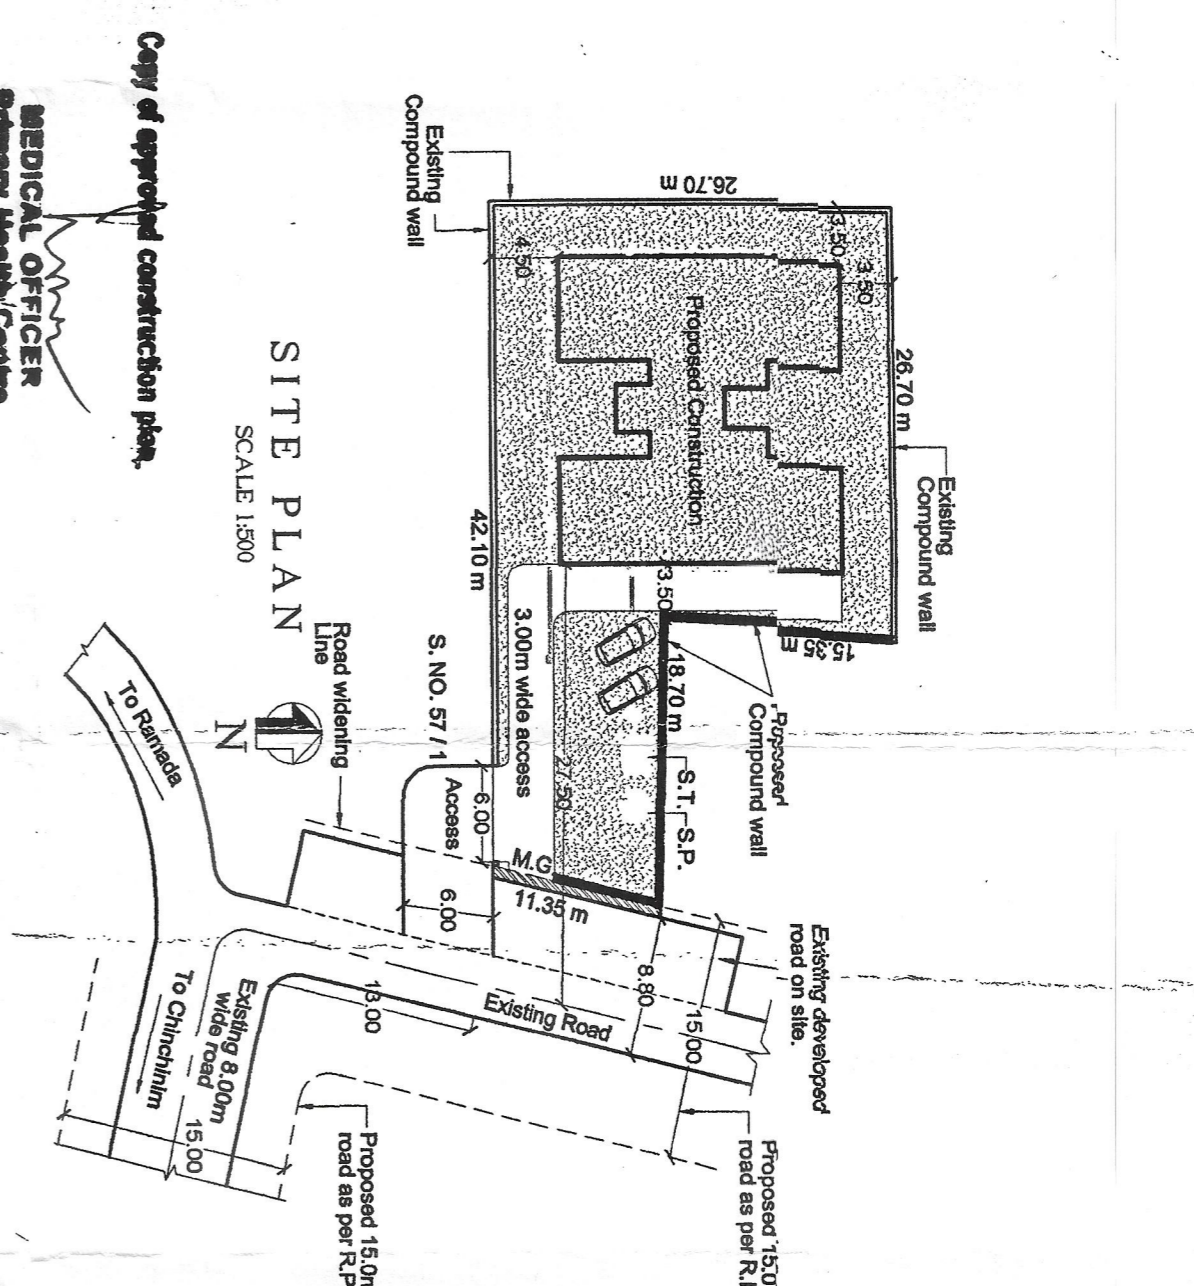 Copy of approved construction plan.
MEDICAL OFFICER
Primary Health Centre
SITE PLAN
SCALE 1:500
N
Existing
Compound wall
26.70 m
3.50
3.50
4.50
26.70 m
Existing
Compound wall
Proposed Construction
42.10 m
3.50
15.35 m
18.70 m
Proposed
Compound wall
3.00m wide access
27.50
S.T.
S.P.
S. NO. 57 / 1
Access
6.00
6.00
M.G
11.35 m
Road widening
Line
To Ramada
To Chinchinim
Existing 8.00m
wide road
15.00
13.00
Existing Road
8.80
15.00
Existing developed
road on site.
Proposed 15.0m
road as per R.P
Proposed 15.0
road as per R.